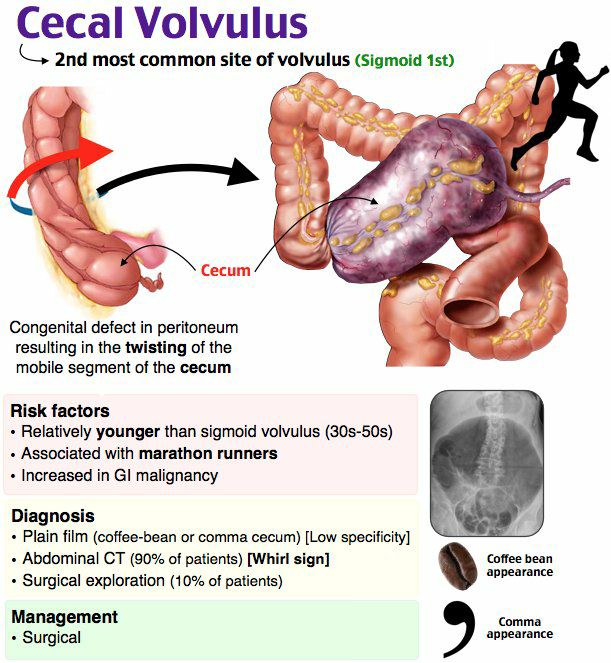 Cecal Volvulus
2nd most common site of volvulus (Sigmoid 1st)
Cecum
Congenital defect in peritoneum
resulting in the twisting of the
mobile segment of the cecum
Risk factors
• Relatively younger than sigmoid volvulus (30s-50s)
• Associated with marathon runners
• Increased in GI malignancy
Diagnosis
• Plain film (coffee-bean or comma cecum) [Low specificity]
• Abdominal CT (90% of patients) [Whirl sign]
• Surgical exploration (10% of patients)
Coffee bean
appearance
Management
• Surgical
Comma
appearance